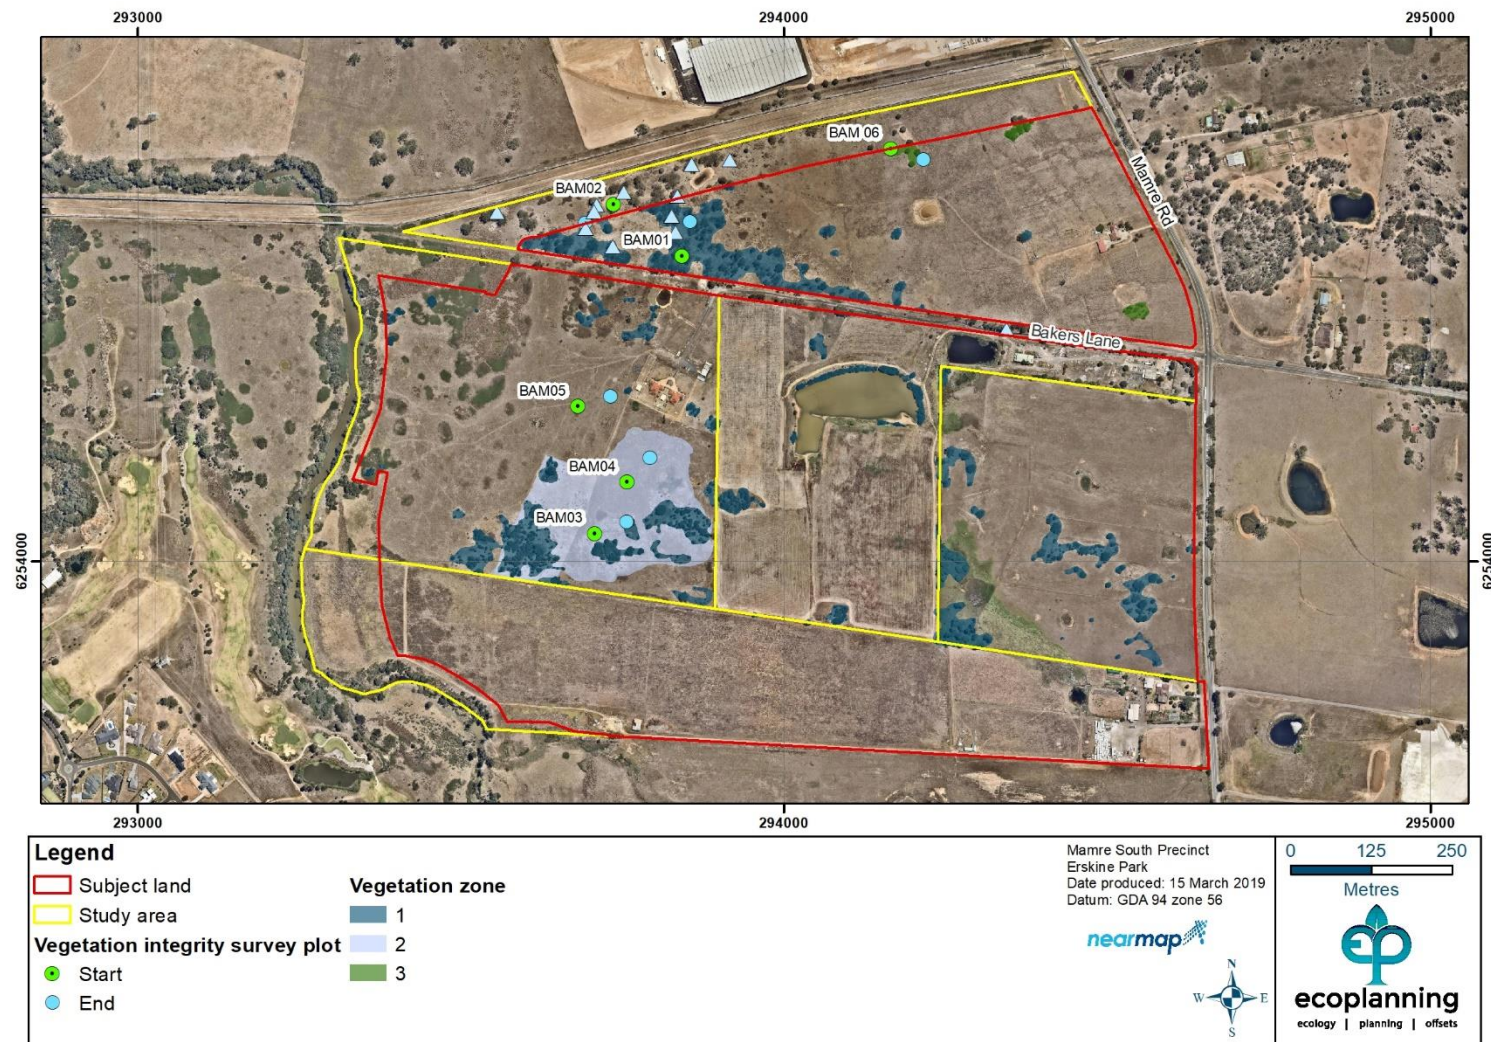 293000
294000
295000
BAM 06
Mamre Rd
BAM02
BAM01
Bakers Lane
BAM05
BAM04
BAM03
6254000
6254000
293000
294000
295000
Legend
Subject land
Study area
Vegetation integrity survey plot
Start
End
Vegetation zone
1
2
3
Mamre South Precinct
Erskine Park
Date produced: 15 March 2019
Datum: GDA 94 zone 56
nearmap
N
W E
S
0 125 250
Metres
ep
ecoplanning
ecology | planning | offsets